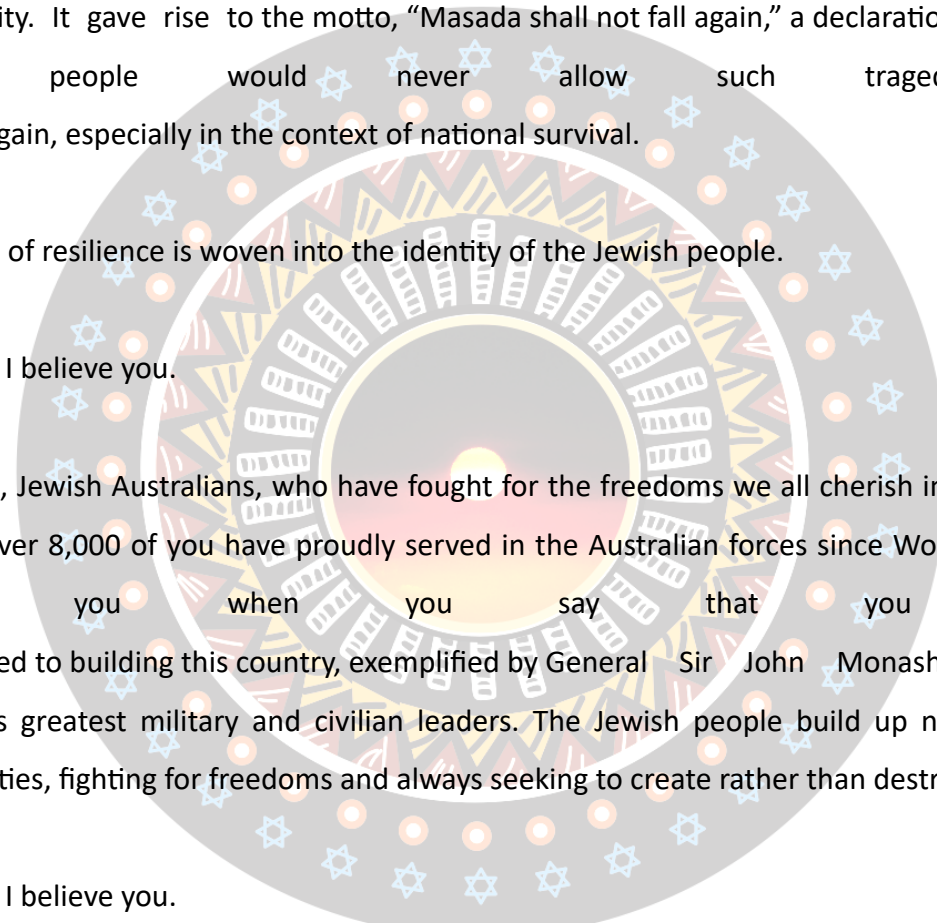 ity. It gave rise to the motto, “Masada shall not fall again,” a declaratio
people would never allow such traged
gain, especially in the context of national survival.
of resilience is woven into the identity of the Jewish people.
I believe you.
, Jewish Australians, who have fought for the freedoms we all cherish in
ver 8,000 of you have proudly served in the Australian forces since Wo
you when you say that you
ed to building this country, exemplified by General Sir John Monash
s greatest military and civilian leaders. The Jewish people build up n
ties, fighting for freedoms and always seeking to create rather than destr
I believe you.